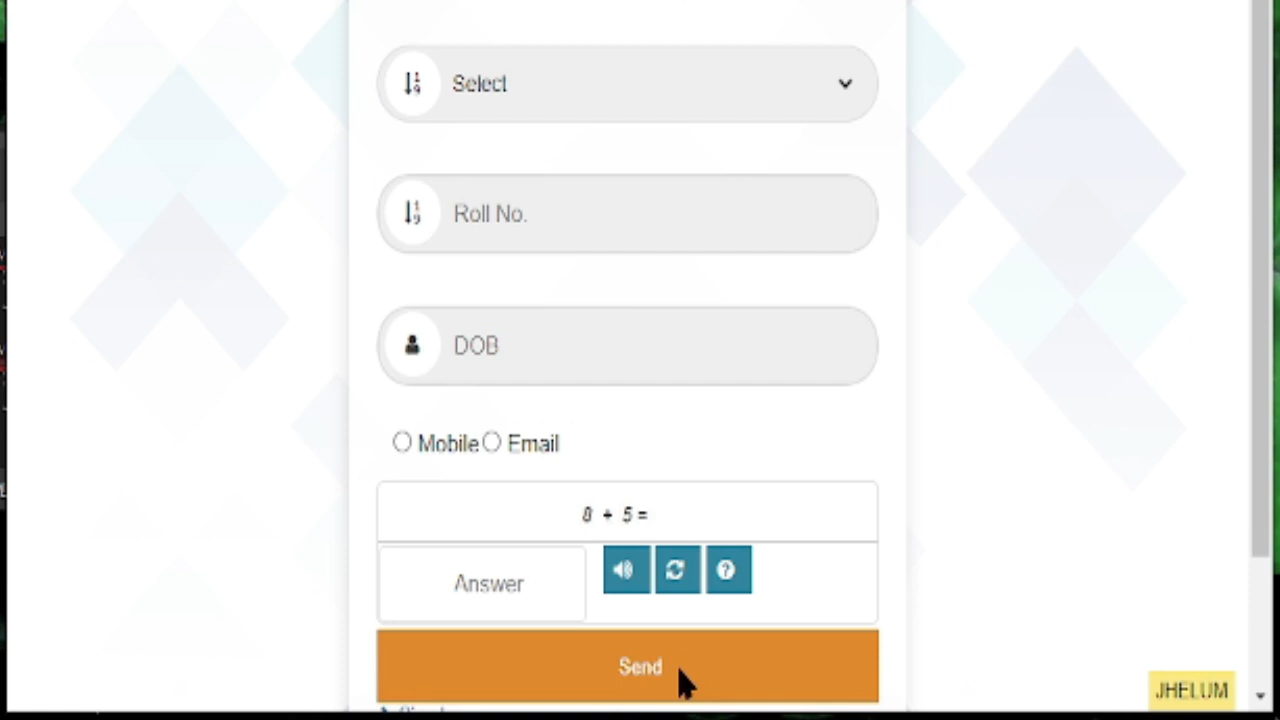 Select
Roll No.
DOB
Mobile Email
8 + 5 =
Answer
Send
JHELUM